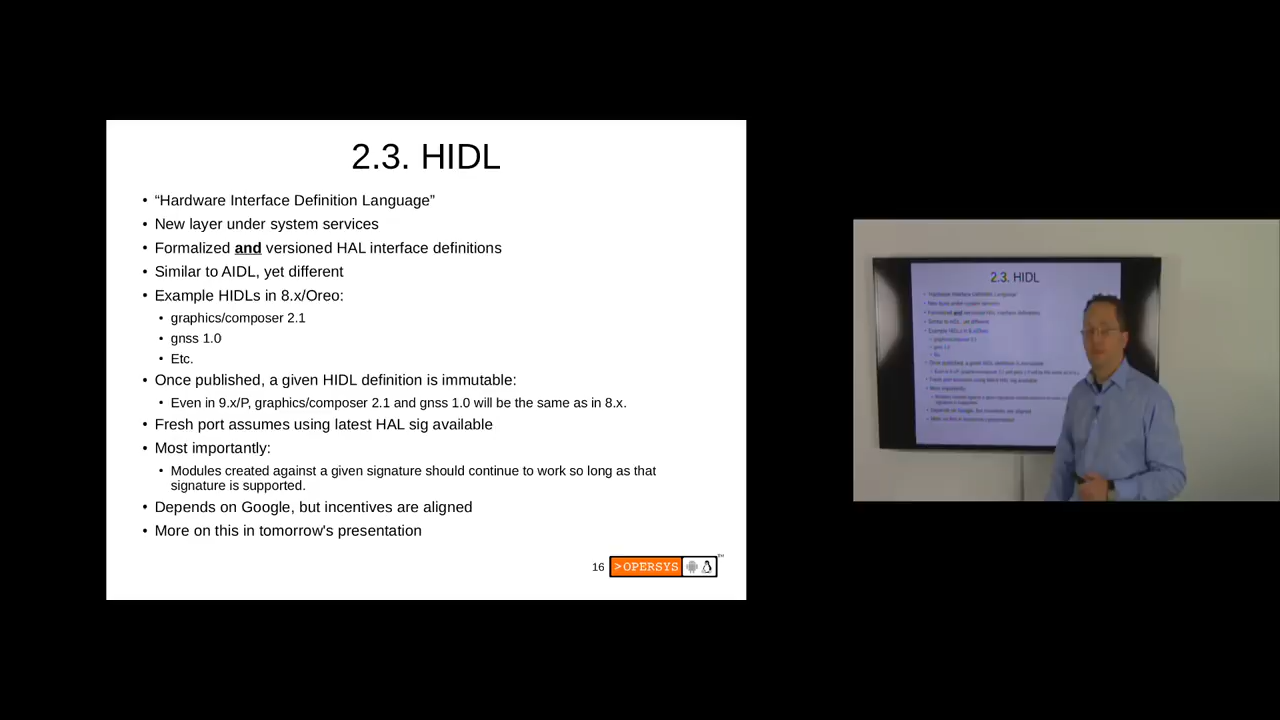 2.3. HIDL
• “Hardware Interface Definition Language”
• New layer under system services
• Formalized and versioned HAL interface definitions
• Similar to AIDL, yet different
• Example HIDLs in 8.x/Oreo:
• graphics/composer 2.1
• gnss 1.0
• Etc.
• Once published, a given HIDL definition is immutable:
• Even in 9.x/P, graphics/composer 2.1 and gnss 1.0 will be the same as in 8.x.
• Fresh port assumes using latest HAL sig available
• Most importantly:
• Modules created against a given signature should continue to work so long as that
signature is supported.
• Depends on Google, but incentives are aligned
• More on this in tomorrow's presentation
16
>OPERSYS
™
2.3. HIDL